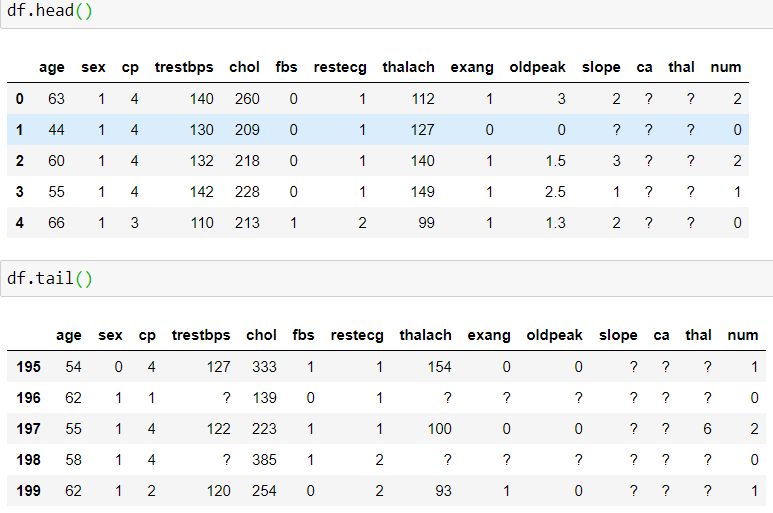 df.head()
age sex cp trestbps chol fbs restecg thalach exang oldpeak slope ca thal num
0 63 1 4 140 260 0 1 112 1 3 2 ? ? 2
1 44 1 4 130 209 0 1 127 0 0 ? ? ? 0
2 60 1 4 132 218 0 1 140 1 1.5 3 ? ? 2
3 55 1 4 142 228 0 1 149 1 2.5 1 ? ? 1
4 66 1 3 110 213 1 2 99 1 1.3 2 ? ? 0
df.tail()
age sex cp trestbps chol fbs restecg thalach exang oldpeak slope ca thal num
195 54 0 4 127 333 1 1 154 0 0 ? ? ? 1
196 62 1 1 ? 139 0 1 ? ? ? ? ? ? 0
197 55 1 4 122 223 1 1 100 0 0 ? ? 6 2
198 58 1 4 ? 385 1 2 ? ? ? ? ? ? 0
199 62 1 2 120 254 0 2 93 1 0 ? ? ? 1